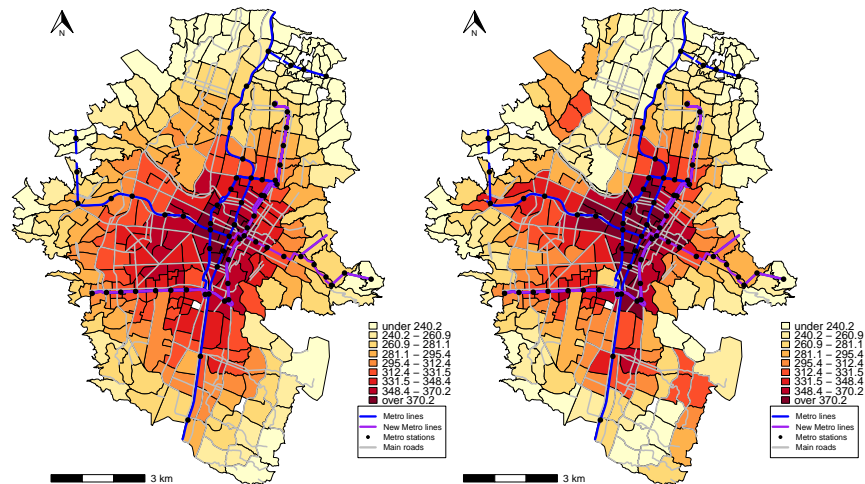 N
under 240.2
240.2 − 260.9
260.9 − 281.1
281.1 − 295.4
295.4 − 312.4
312.4 − 331.5
331.5 − 348.4
348.4 − 370.2
over 370.2
Metro lines
New Metro lines
Metro stations
Main roads
3 km
N
under 240.2
240.2 − 260.9
260.9 − 281.1
281.1 − 295.4
295.4 − 312.4
312.4 − 331.5
331.5 − 348.4
348.4 − 370.2
over 370.2
Metro lines
New Metro lines
Metro stations
Main roads
3 km